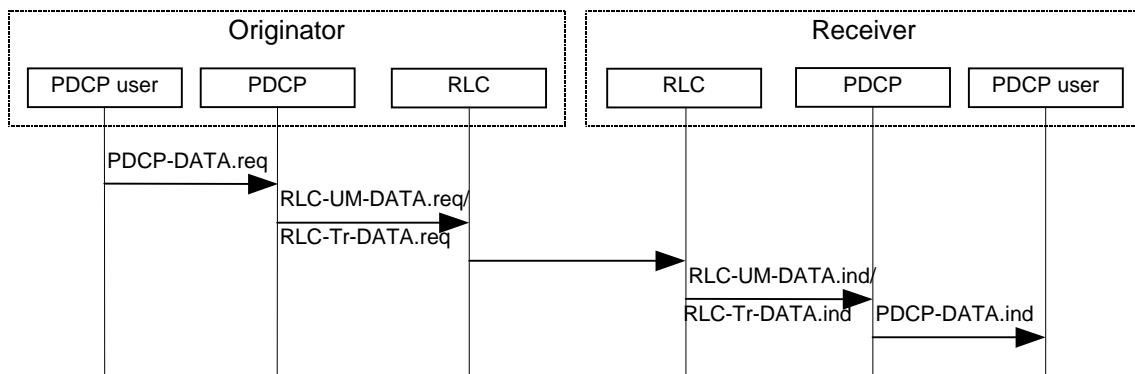 Originator
Receiver
PDCP user
PDCP
RLC
RLC
PDCP
PDCP user
PDCP-DATA.req
RLC-UM-DATA.req/
RLC-Tr-DATA.req
RLC-UM-DATA.ind/
RLC-Tr-DATA.ind
PDCP-DATA.ind